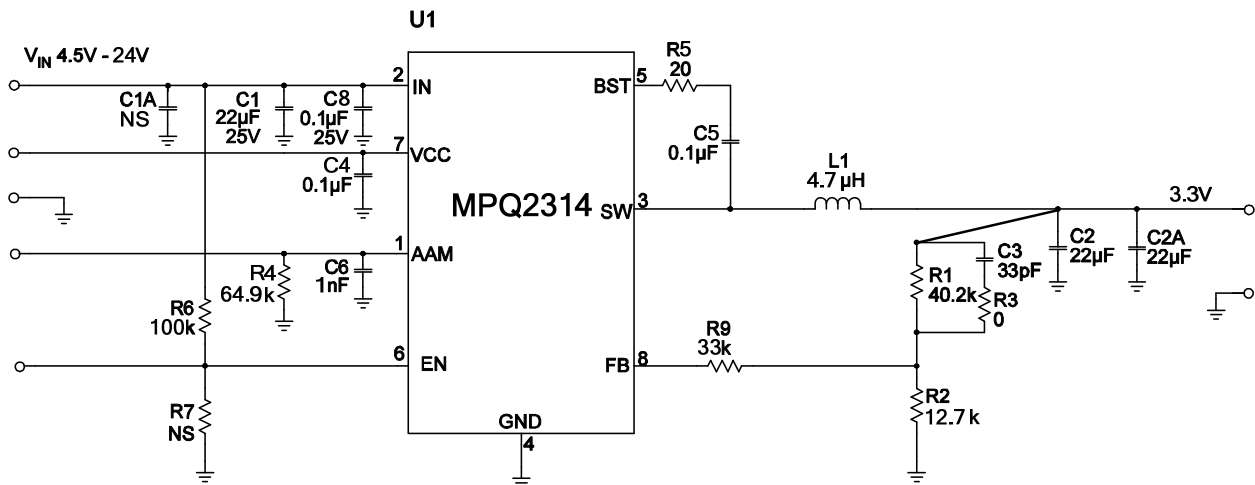 U1
V_IN 4.5V - 24V
C1A
NS
C1
22µF
25V
C8
0.1µF
25V
2
IN
BST
5
R5
20
C5
0.1µF
7
VCC
C4
0.1µF
MPQ2314
SW
3
L1
4.7 µH
3.3V
1
AAM
R4
64.9k
C6
1nF
C3
33pF
R1
40.2k
R3
0
C2
22µF
C2A
22µF
R6
100k
6
EN
FB
8
R9
33k
R7
NS
R2
12.7 k
GND
4